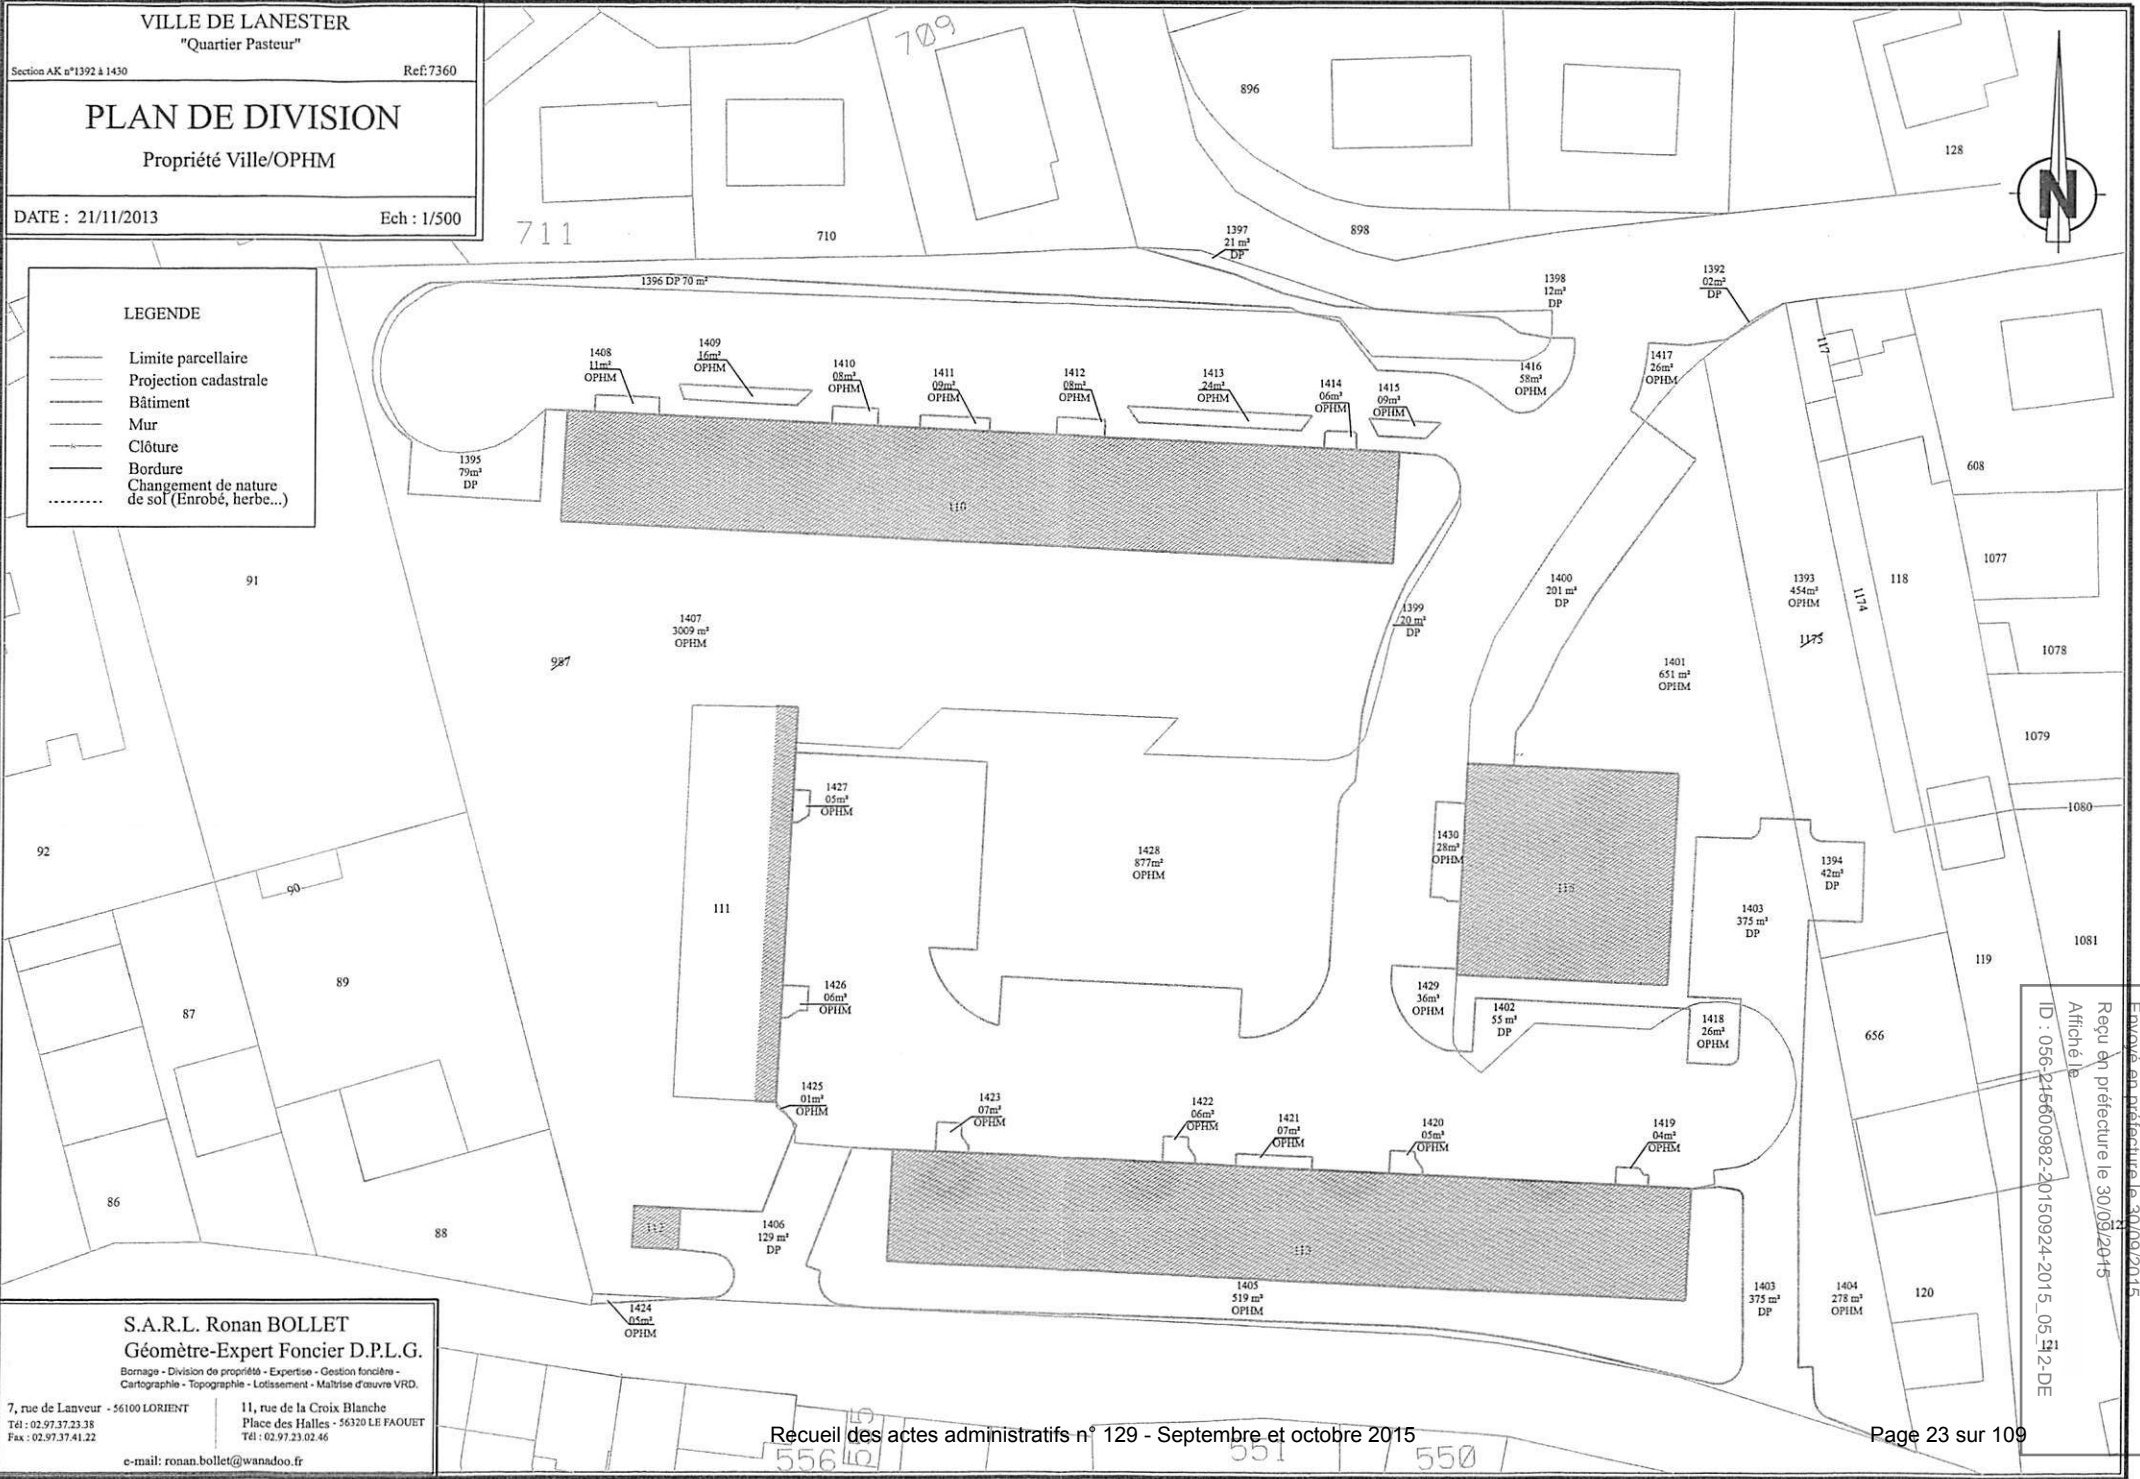 VILLE DE LANESTER
"Quartier Pasteur"
Section AK n°1392 à 1430 Ref:7360
PLAN DE DIVISION
Propriété Ville/OPHM
DATE : 21/11/2013 Ech : 1/500
LEGENDE
Limite parcellaire
Projection cadastrale
Bâtiment
Mur
Clôture
Bordure
Changement de nature
de sol (Enrobé, herbe...)
709
711
710
896
898
128
N
1397
21 m²
DP
1398
12m²
DP
1392
02m²
DP
1396 DP 70 m²
1408
11m²
OPHM
1409
16m²
OPHM
1410
08m²
OPHM
1411
09m²
OPHM
1412
08m²
OPHM
1413
24m²
OPHM
1414
06m²
OPHM
1415
09m²
OPHM
1416
58m²
OPHM
1417
26m²
OPHM
117
1395
79m²
DP
110
608
91
1407
3009 m²
OPHM
987
1399
20 m²
DP
1400
201 m²
DP
1393
454m²
OPHM
1175
1174
118
1077
1078
1401
651 m²
OPHM
1079
1080
1427
05m²
OPHM
92
90
111
1428
877m²
OPHM
1430
28m²
OPHM
1394
42m²
DP
1403
375 m²
DP
1081
119
89
87
1426
06m²
OPHM
1429
36m²
OPHM
1402
55 m²
DP
1418
26m²
OPHM
656
1425
01m²
OPHM
1423
07m²
OPHM
1422
06m²
OPHM
1421
07m²
OPHM
1420
05m²
OPHM
1419
04m²
OPHM
86
88
112
1406
129 m²
DP
113
1405
519 m²
OPHM
1403
375 m²
DP
1404
278 m²
OPHM
120
121
1424
05m²
OPHM
Envoyé en préfecture le 30/09/2015
Reçu en préfecture le 30/09/2015
Affiché le
ID : 056-215600982-20150924-2015_05_12-DE
S.A.R.L. Ronan BOLLET
Géomètre-Expert Foncier D.P.L.G.
Bornage - Division de propriété - Expertise - Gestion foncière -
Cartographie - Topographie - Lotissement - Maîtrise d'œuvre VRD.
7, rue de Lanveur - 56100 LORIENT
Tél : 02.97.37.23.38
Fax : 02.97.37.41.22
11, rue de la Croix Blanche
Place des Halles - 56320 LE FAOUET
Tél : 02.97.23.02.46
e-mail: ronan.bollet@wanadoo.fr
556
551
550
Recueil des actes administratifs n° 129 - Septembre et octobre 2015
Page 23 sur 109